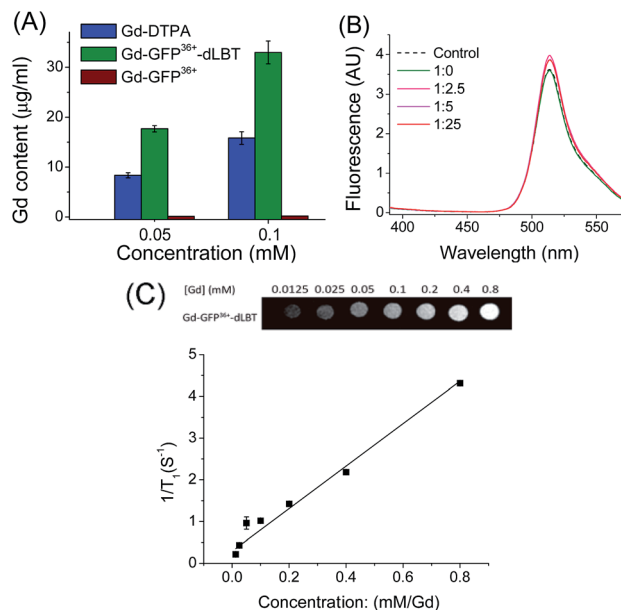 (A)
Gd-DTPA
Gd-GFP³⁶⁺-dLBT
Gd-GFP³⁶⁺
Gd content (μg/ml)
30
20
10
0
0.05 0.1
Concentration (mM)
(B)
Control
1:0
1:2.5
1:5
1:25
Fluorescence (AU)
5
4
3
2
1
0
400 450 500 550
Wavelength (nm)
(C)
[Gd] (mM) 0.0125 0.025 0.05 0.1 0.2 0.4 0.8
Gd-GFP³⁶⁺-dLBT
1/T₁(S⁻¹)
5
4
3
2
1
0
0.0 0.2 0.4 0.6 0.8
Concentration: (mM/Gd)